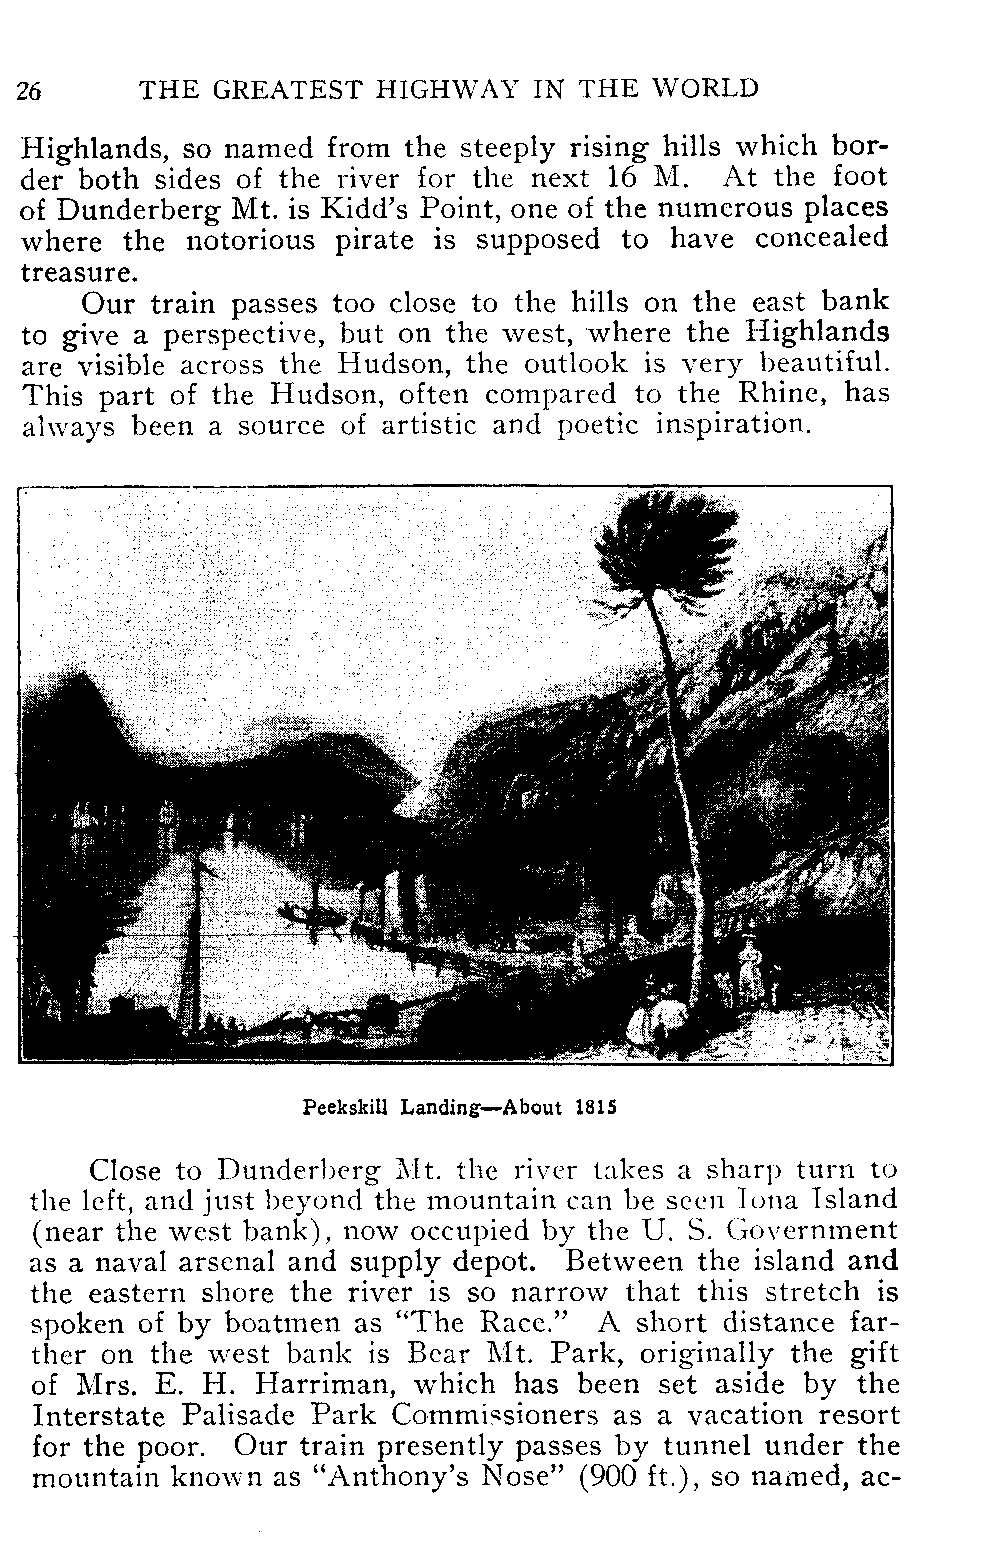 26 THE GREATEST HIGHWAY IN THE WORLD
Highlands, so named from the steeply rising hills which bor-
der both sides of the river for the next 16 M. At the foot
of Dunderberg Mt. is Kidd's Point, one of the numerous places
where the notorious pirate is supposed to have concealed
treasure.
Our train passes too close to the hills on the east bank
to give a perspective, but on the west, where the Highlands
are visible across the Hudson, the outlook is very beautiful.
This part of the Hudson, often compared to the Rhine, has
always been a source of artistic and poetic inspiration.
Peekskill Landing—About 1815
Close to Dunderberg Mt. the river takes a sharp turn to
the left, and just beyond the mountain can be seen Iona Island
(near the west bank), now occupied by the U. S. Government
as a naval arsenal and supply depot. Between the island and
the eastern shore the river is so narrow that this stretch is
spoken of by boatmen as “The Race.” A short distance far-
ther on the west bank is Bear Mt. Park, originally the gift
of Mrs. E. H. Harriman, which has been set aside by the
Interstate Palisade Park Commissioners as a vacation resort
for the poor. Our train presently passes by tunnel under the
mountain known as “Anthony's Nose” (900 ft.), so named, ac-